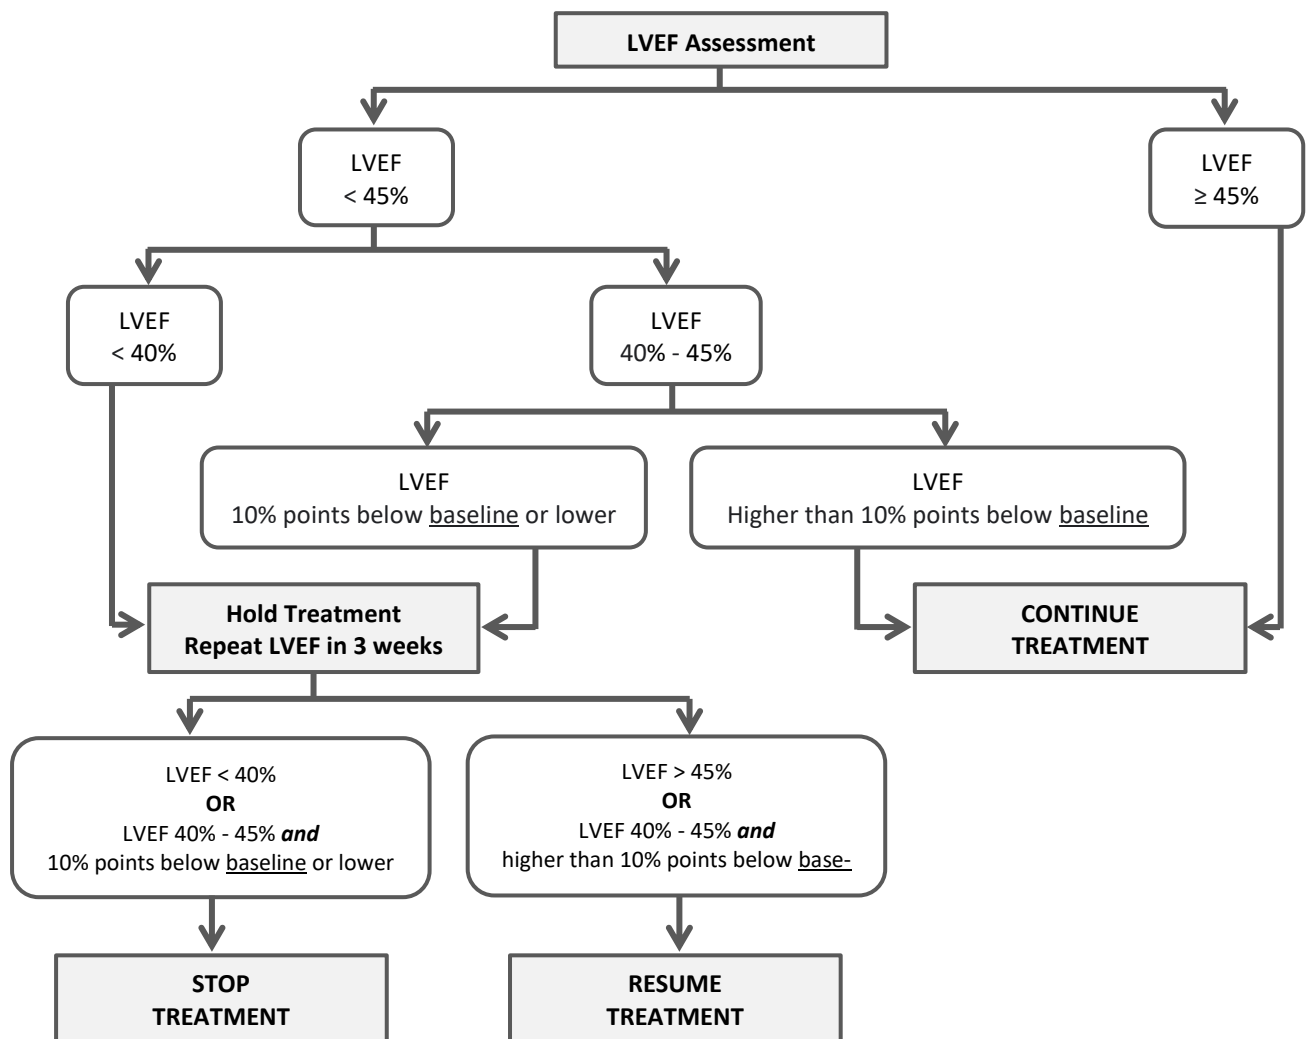 LVEF Assessment
LVEF
< 45%
LVEF
≥ 45%
LVEF
< 40%
LVEF
40% - 45%
LVEF
10% points below baseline or lower
LVEF
Higher than 10% points below baseline
Hold Treatment
Repeat LVEF in 3 weeks
CONTINUE
TREATMENT
LVEF < 40%
OR
LVEF 40% - 45% and
10% points below baseline or lower
LVEF > 45%
OR
LVEF 40% - 45% and
higher than 10% points below base-
STOP
TREATMENT
RESUME
TREATMENT